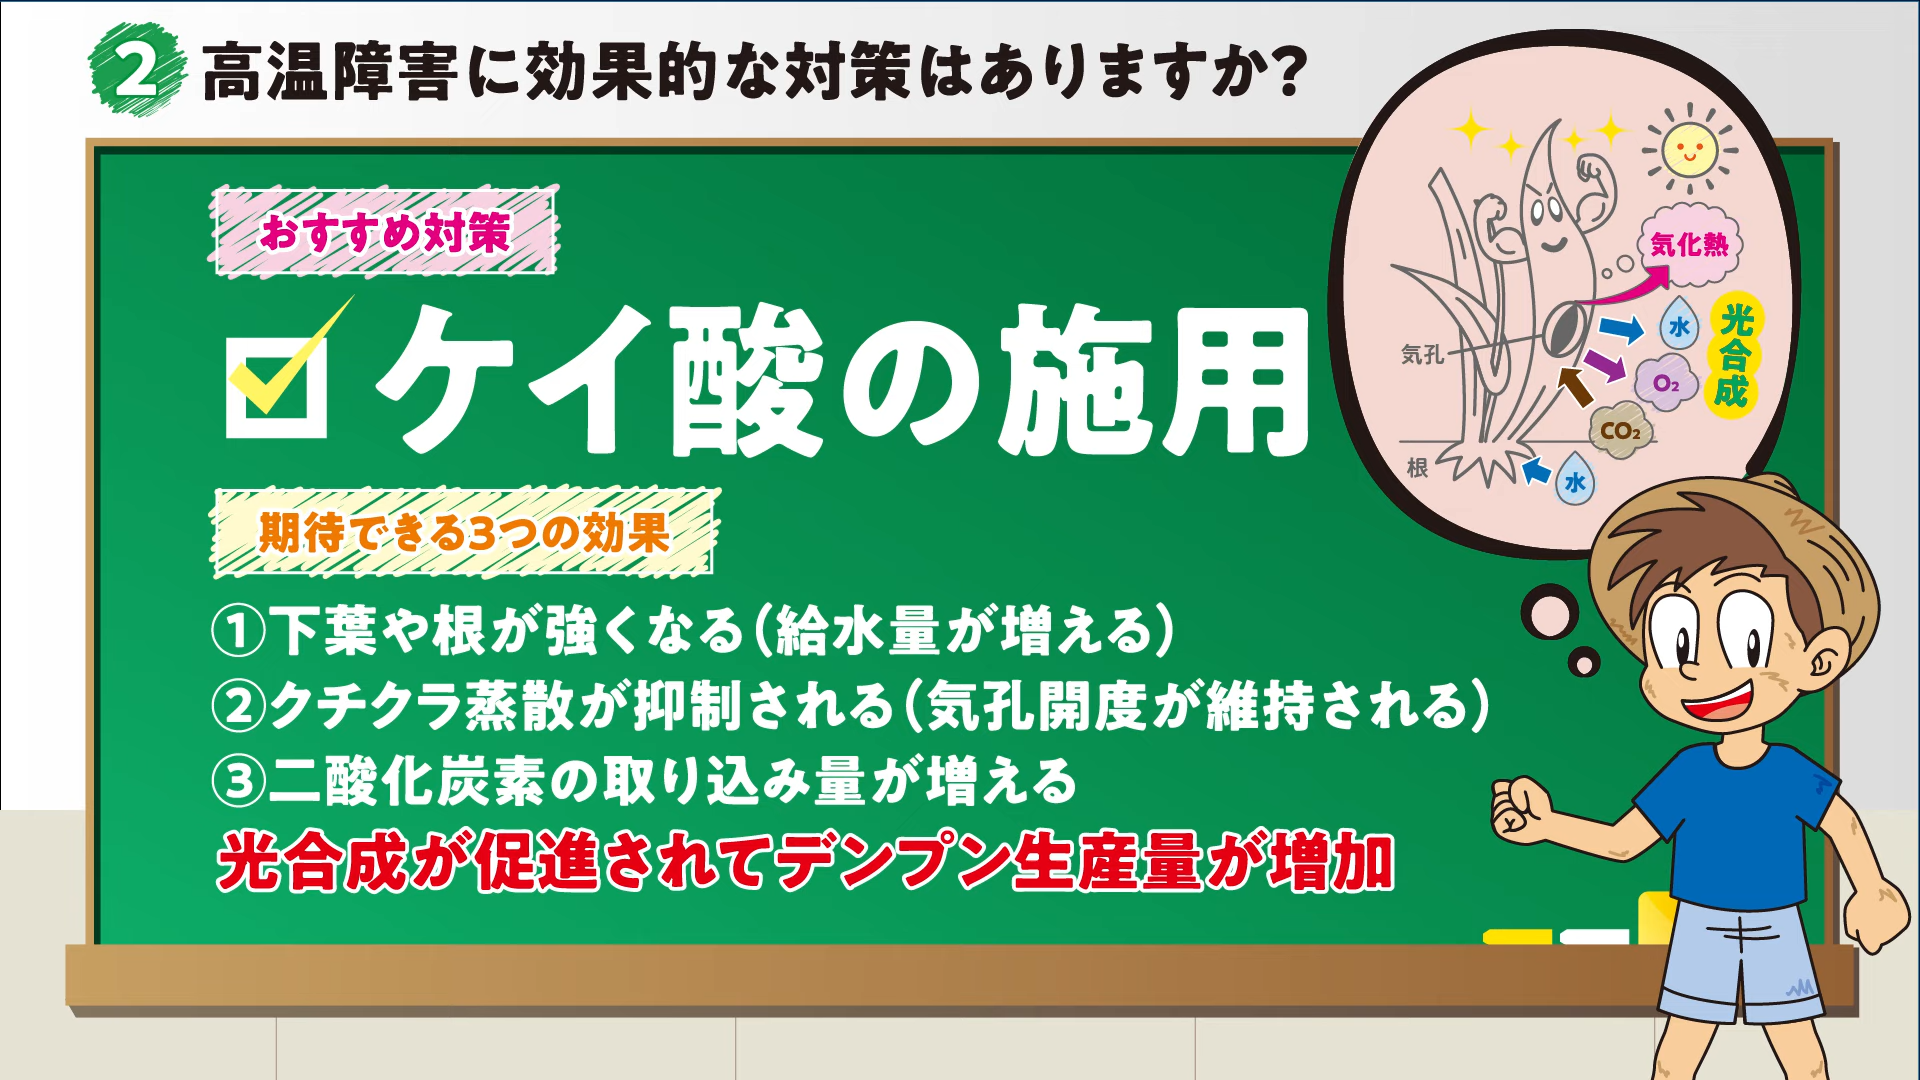 2 高温障害に効果的な対策はありますか?
おすすめ対策
ケイ酸の施用
期待できる3つの効果
①下葉や根が強くなる(給水量が増える)
②クチクラ蒸散が抑制される(気孔開度が維持される)
③二酸化炭素の取り込み量が増える
光合成が促進されてデンプン生産量が増加
気化熱
水
光合成
気孔
O₂
CO₂
根
水